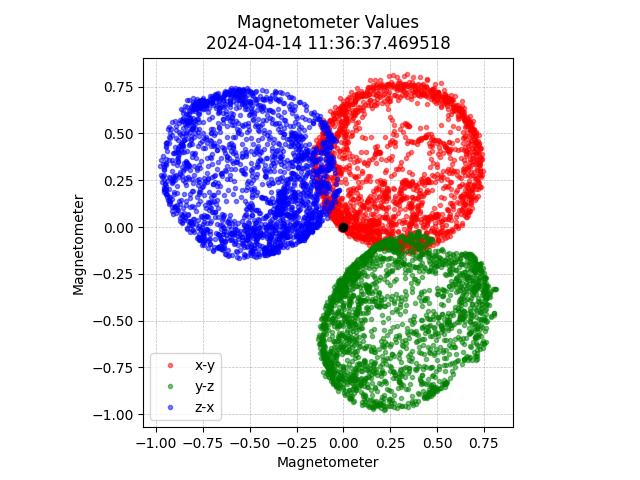 Magnetometer Values
2024-04-14 11:36:37.469518
Magnetometer
0.75
0.50
0.25
0.00
−0.25
−0.50
−0.75
−1.00
x-y
y-z
z-x
−1.00 −0.75 −0.50 −0.25 0.00 0.25 0.50 0.75
Magnetometer